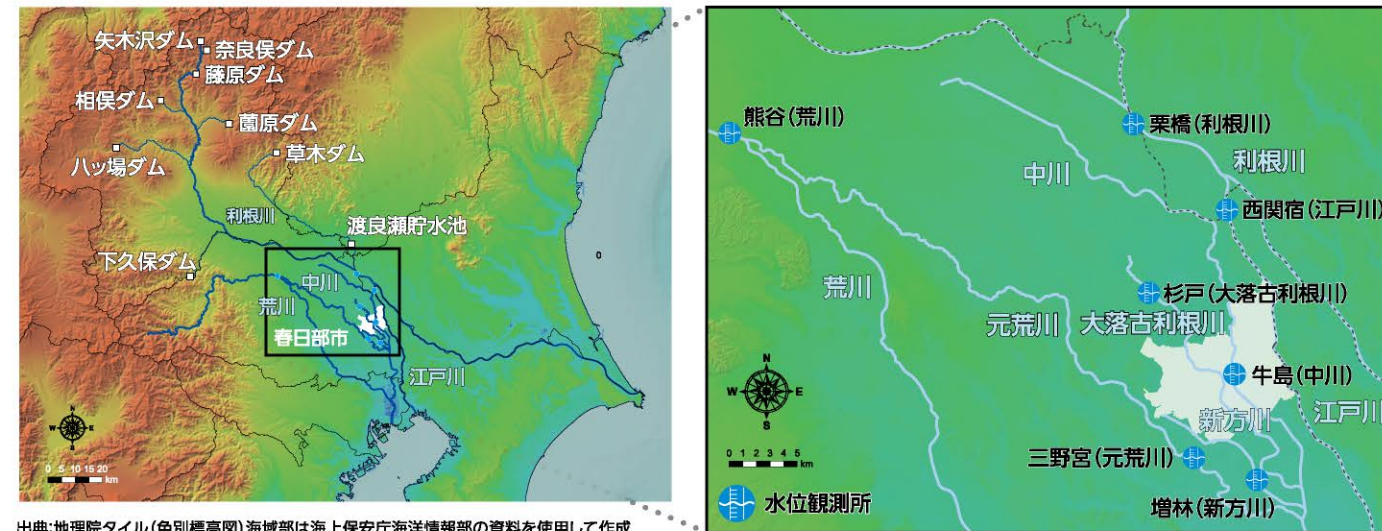 矢木沢ダム
奈良俣ダム
藤原ダム
相俣ダム
薗原ダム
八ッ場ダム
草木ダム
利根川
渡良瀬貯水池
下久保ダム
中川
荒川
春日部市
江戸川
N
W E
S
0 5 10 15 20
km
出典:地理院タイル(色別標高図)海域部は海上保安庁海洋情報部の資料を使用して作成
熊谷(荒川)
栗橋(利根川)
中川
利根川
西関宿(江戸川)
荒川
杉戸(大落古利根川)
元荒川
大落古利根川
牛島(中川)
新方川
江戸川
N
W E
S
0 1 2 3 4 5
km
三野宮(元荒川)
増林(新方川)
水位観測所